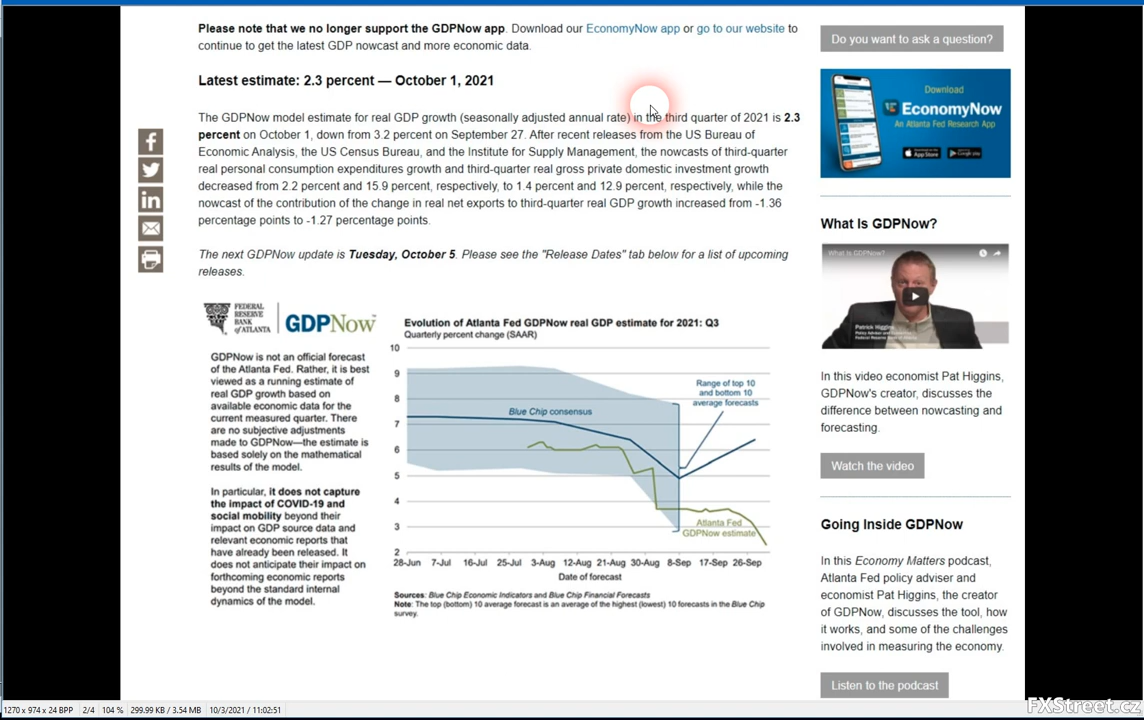 Please note that we no longer support the GDPNow app. Download our EconomyNow app or go to our website to
continue to get the latest GDP nowcast and more economic data.
Latest estimate: 2.3 percent — October 1, 2021
The GDPNow model estimate for real GDP growth (seasonally adjusted annual rate) in the third quarter of 2021 is 2.3
percent on October 1, down from 3.2 percent on September 27. After recent releases from the US Bureau of
Economic Analysis, the US Census Bureau, and the Institute for Supply Management, the nowcasts of third-quarter
real personal consumption expenditures growth and third-quarter real gross private domestic investment growth
decreased from 2.2 percent and 15.9 percent, respectively, to 1.4 percent and 12.9 percent, respectively, while the
nowcast of the contribution of the change in real net exports to third-quarter real GDP growth increased from -1.36
percentage points to -1.27 percentage points.
The next GDPNow update is Tuesday, October 5. Please see the "Release Dates" tab below for a list of upcoming
releases.
FEDERAL
RESERVE
BANK
of ATLANTA
GDPNow™
GDPNow is not an official forecast
of the Atlanta Fed. Rather, it is best
viewed as a running estimate of
real GDP growth based on
available economic data for the
current measured quarter. There
are no subjective adjustments
made to GDPNow—the estimate is
based solely on the mathematical
results of the model.
In particular, it does not capture
the impact of COVID-19 and
social mobility beyond their
impact on GDP source data and
relevant economic reports that
have already been released. It
does not anticipate their impact on
forthcoming economic reports
beyond the standard internal
dynamics of the model.
Evolution of Atlanta Fed GDPNow real GDP estimate for 2021: Q3
Quarterly percent change (SAAR)
10
9
8
7
6
5
4
3
2
Range of top 10
and bottom 10
average forecasts
Blue Chip consensus
Atlanta Fed
GDPNow estimate
28-Jun 7-Jul 16-Jul 25-Jul 3-Aug 12-Aug 21-Aug 30-Aug 8-Sep 17-Sep 26-Sep
Date of forecast
Sources: Blue Chip Economic Indicators and Blue Chip Financial Forecasts
Note: The top (bottom) 10 average forecast is an average of the highest (lowest) 10 forecasts in the Blue Chip
survey.
Do you want to ask a question?
Download
EconomyNow
An Atlanta Fed Research App
App Store
Google Play
What Is GDPNow?
What Is GDPNow?
Patrick Higgins
In this video economist Pat Higgins,
GDPNow's creator, discusses the
difference between nowcasting and
forecasting.
Watch the video
Going Inside GDPNow
In this Economy Matters podcast,
Atlanta Fed policy adviser and
economist Pat Higgins, the creator
of GDPNow, discusses the tool, how
it works, and some of the challenges
involved in measuring the economy.
Listen to the podcast
1270 x 974 x 24 BPP 2/4 104 % 299.99 KB / 3.54 MB 10/3/2021 / 11:02:51
FXStreet.cz